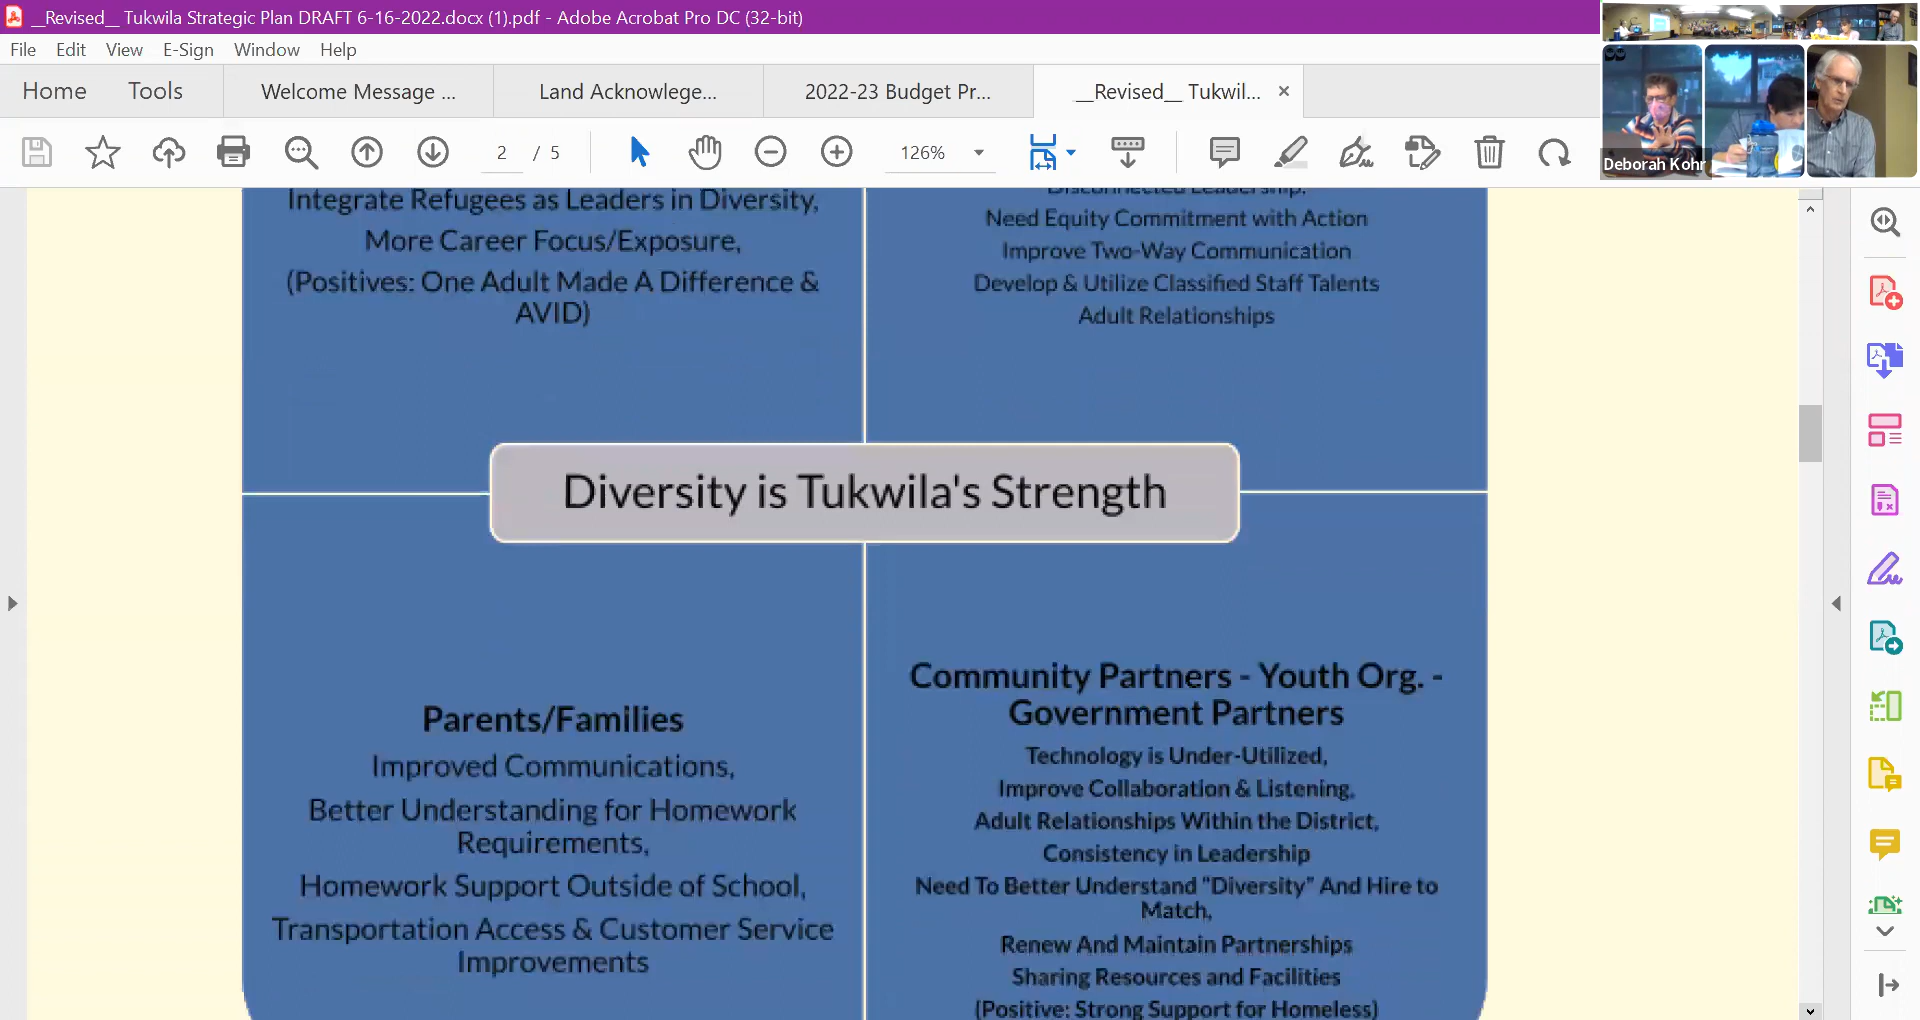 __Revised__ Tukwila Strategic Plan DRAFT 6-16-2022.docx (1).pdf - Adobe Acrobat Pro DC (32-bit)
File Edit View E-Sign Window Help
Home Tools Welcome Message ... Land Acknowlege... 2022-23 Budget Pr... __Revised__ Tukwil... ×
2 / 5 126%
Deborah Kohr
Integrate Refugees as Leaders in Diversity,
More Career Focus/Exposure,
(Positives: One Adult Made A Difference &
AVID)
Disconnected Leadership,
Need Equity Commitment with Action
Improve Two-Way Communication
Develop & Utilize Classified Staff Talents
Adult Relationships
Diversity is Tukwila's Strength
Parents/Families
Improved Communications,
Better Understanding for Homework
Requirements,
Homework Support Outside of School,
Transportation Access & Customer Service
Improvements
Community Partners - Youth Org. -
Government Partners
Technology is Under-Utilized,
Improve Collaboration & Listening,
Adult Relationships Within the District,
Consistency in Leadership
Need To Better Understand "Diversity" And Hire to
Match,
Renew And Maintain Partnerships
Sharing Resources and Facilities
(Positive: Strong Support for Homeless)